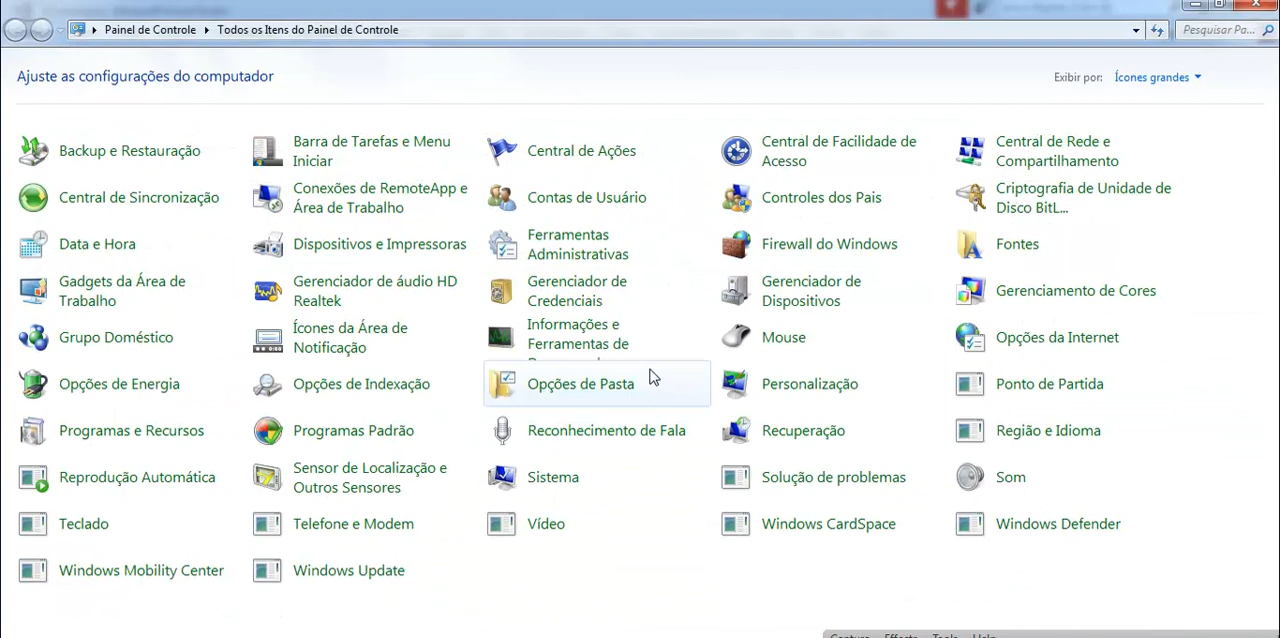 Painel de Controle Todos os Itens do Painel de Controle
Pesquisar Pa...
Ajuste as configurações do computador
Exibir por: Ícones grandes
Backup e Restauração
Barra de Tarefas e Menu
Iniciar
Central de Ações
Central de Facilidade de
Acesso
Central de Rede e
Compartilhamento
Central de Sincronização
Conexões de RemoteApp e
Área de Trabalho
Contas de Usuário
Controles dos Pais
Criptografia de Unidade de
Disco BitL...
Data e Hora
Dispositivos e Impressoras
Ferramentas
Administrativas
Firewall do Windows
Fontes
Gadgets da Área de
Trabalho
Gerenciador de áudio HD
Realtek
Gerenciador de
Credenciais
Gerenciador de
Dispositivos
Gerenciamento de Cores
Grupo Doméstico
Ícones da Área de
Notificação
Informações e
Ferramentas de
Mouse
Opções da Internet
Opções de Energia
Opções de Indexação
Opções de Pasta
Personalização
Ponto de Partida
Programas e Recursos
Programas Padrão
Reconhecimento de Fala
Recuperação
Região e Idioma
Reprodução Automática
Sensor de Localização e
Outros Sensores
Sistema
Solução de problemas
Som
Teclado
Telefone e Modem
Vídeo
Windows CardSpace
Windows Defender
Windows Mobility Center
Windows Update
Capture Effects Tools Help